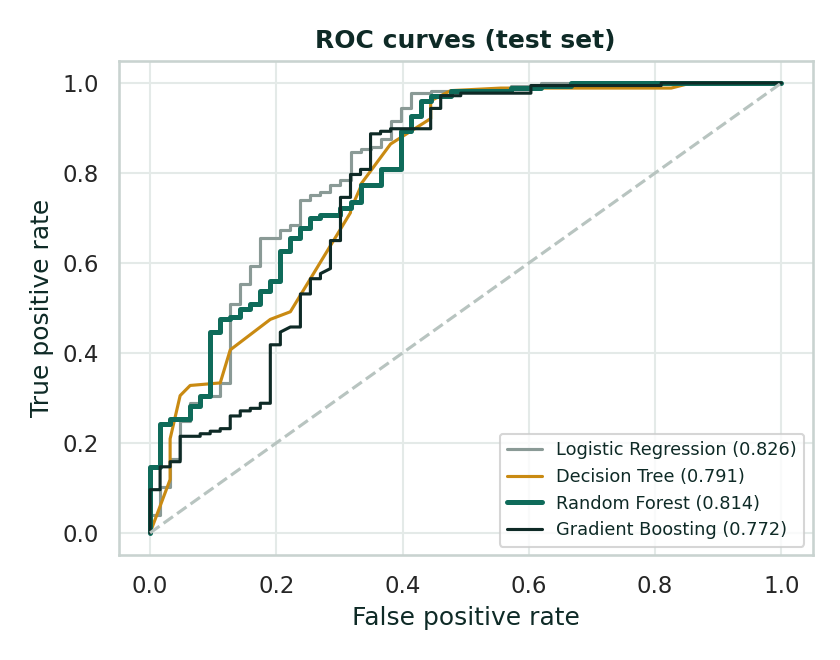 ROC curves (test set)
True positive rate
1.0
0.8
0.6
0.4
0.2
0.0
Logistic Regression (0.826)
Decision Tree (0.791)
Random Forest (0.814)
Gradient Boosting (0.772)
0.0 0.2 0.4 0.6 0.8 1.0
False positive rate